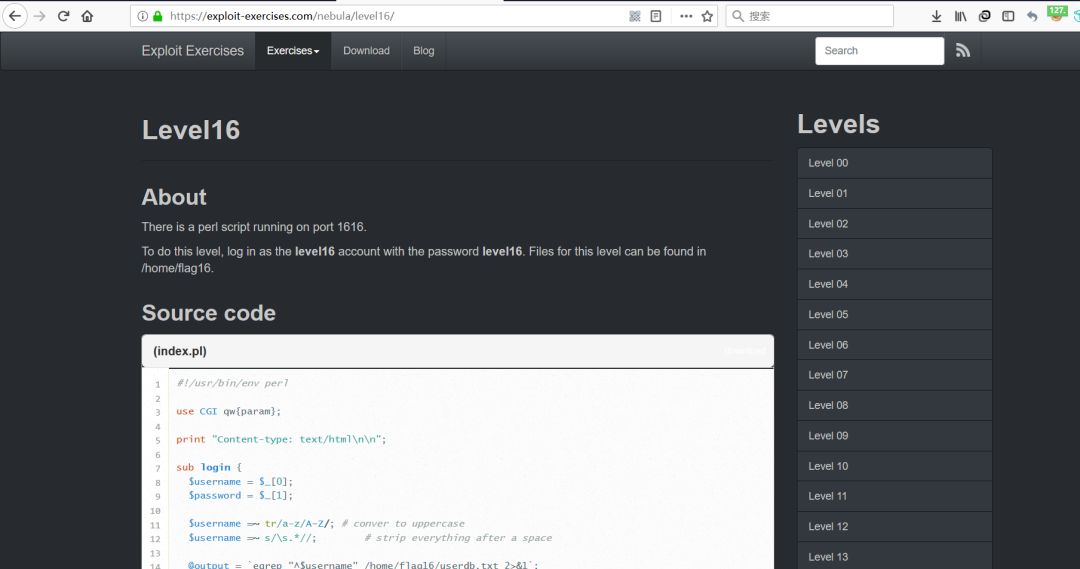 https://exploit-exercises.com/nebula/level16/
搜索
127.
Exploit Exercises
Exercises
Download
Blog
Search
Level16
About
There is a perl script running on port 1616.
To do this level, log in as the level16 account with the password level16. Files for this level can be found in
/home/flag16.
Source code
(index.pl)
download
1 #!/usr/bin/env perl
2
3 use CGI qw{param};
4
5 print "Content-type: text/html\n\n";
6
7 sub login {
8 $username = $_[0];
9 $password = $_[1];
10
11 $username =~ tr/a-z/A-Z/; # conver to uppercase
12 $username =~ s/\s.*//; # strip everything after a space
13
14 @output = `egrep "^$username" /home/flag16/userdb.txt 2>&1`;
Levels
Level 00
Level 01
Level 02
Level 03
Level 04
Level 05
Level 06
Level 07
Level 08
Level 09
Level 10
Level 11
Level 12
Level 13